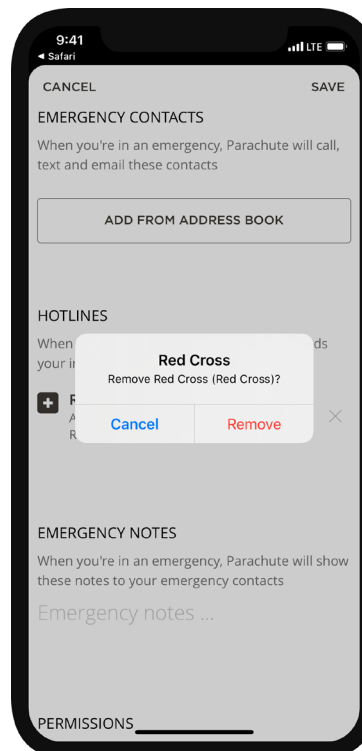 9:41
LTE
Safari
CANCEL SAVE
EMERGENCY CONTACTS
When you're in an emergency, Parachute will call,
text and email these contacts
ADD FROM ADDRESS BOOK
HOTLINES
When
your
Red Cross
Remove Red Cross (Red Cross)?
Cancel Remove
EMERGENCY NOTES
When you're in an emergency, Parachute will show
these notes to your emergency contacts
Emergency notes ...
PERMISSIONS